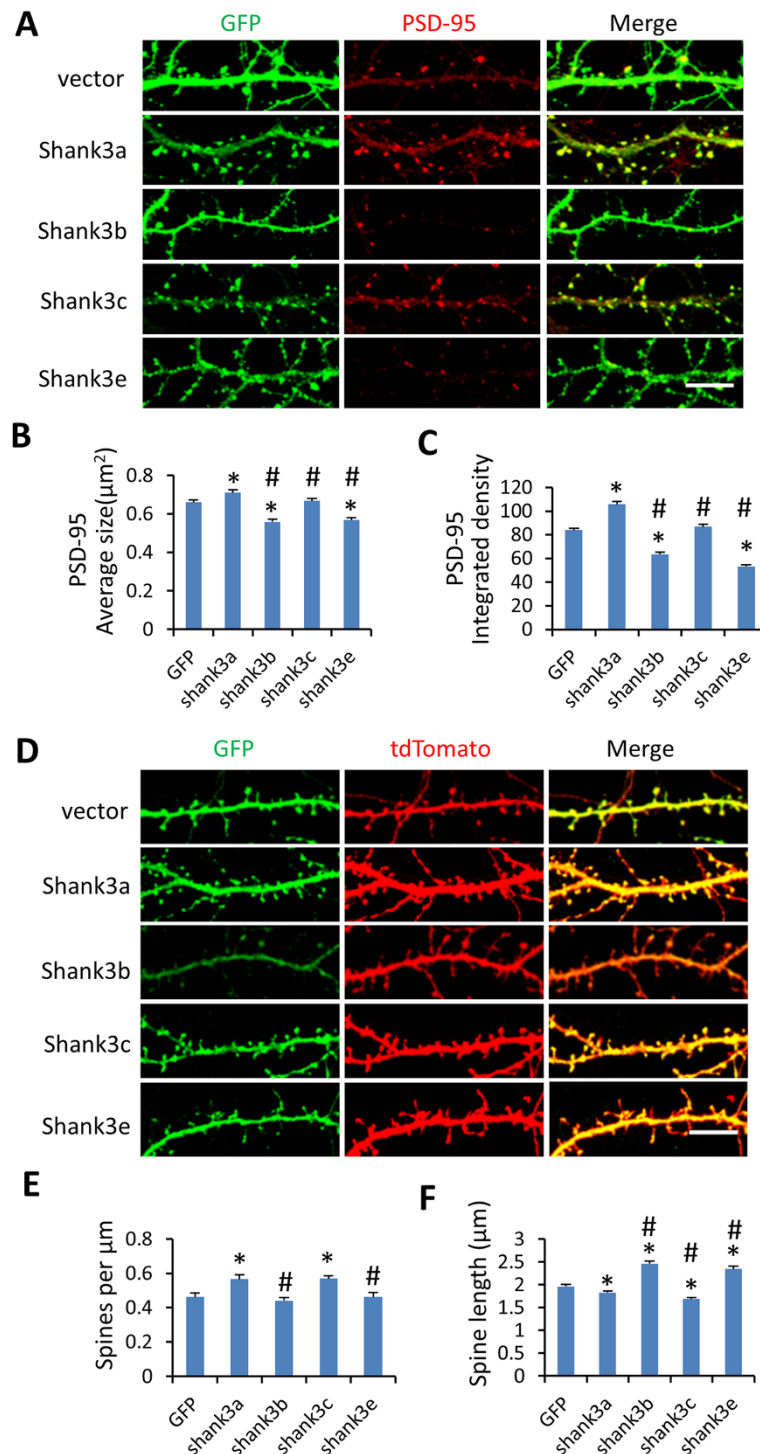 A
GFP PSD-95 Merge
vector
Shank3a
Shank3b
Shank3c
Shank3e
B
PSD-95
Average size(µm²)
0.8
0.6
0.4
0.2
0
* # * # # *
GFP shank3a shank3b shank3c shank3e
C
PSD-95
Integrated density
120
100
80
60
40
20
0
* # * # # *
GFP shank3a shank3b shank3c shank3e
D
GFP tdTomato Merge
vector
Shank3a
Shank3b
Shank3c
Shank3e
E
Spines per µm
0.8
0.6
0.4
0.2
0
* # * #
GFP shank3a shank3b shank3c shank3e
F
Spine length (µm)
3
2.5
2
1.5
1
0.5
0
* # * # * # *
GFP shank3a shank3b shank3c shank3e